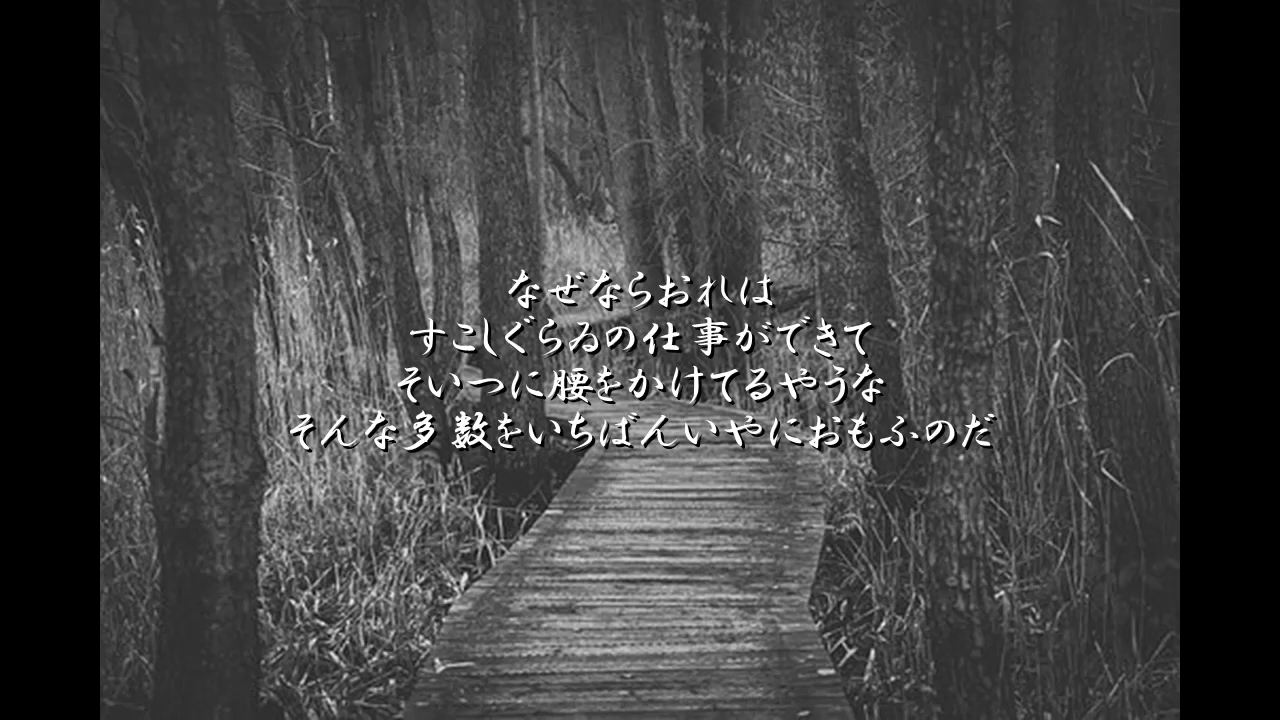 なぜならおれは
すこしぐらゐの仕事ができて
そいつに腰をかけてるやうな
そんな多数をいちばんいやにおもふのだ